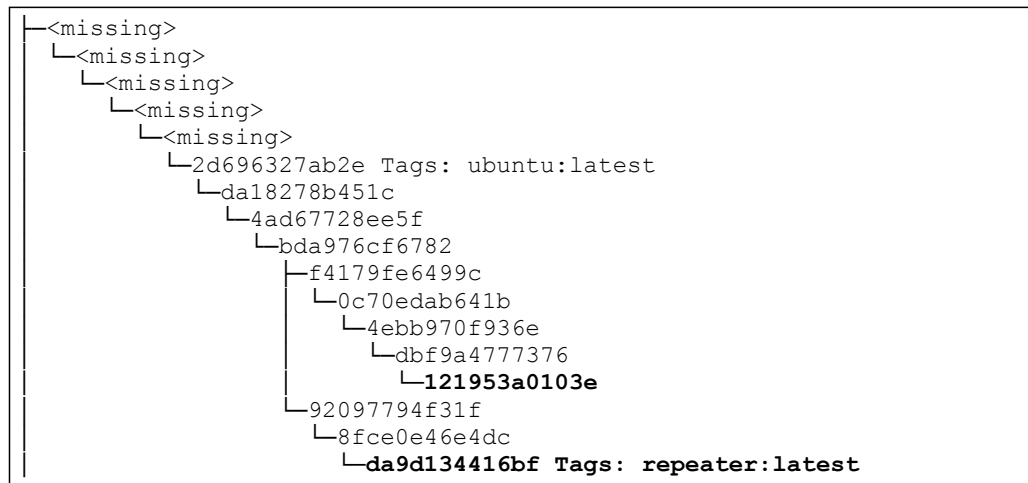 ├─<missing>
│ └─<missing>
│   └─<missing>
│     └─<missing>
│       └─<missing>
│         └─2d696327ab2e Tags: ubuntu:latest
│           └─da18278b451c
│             └─4ad67728ee5f
│               └─bda976cf6782
│                 ├─f4179fe6499c
│                 │ └─0c70edab641b
│                 │   └─4ebb970f936e
│                 │     └─dbf9a4777376
│                 │       └─121953a0103e
│                 └─92097794f31f
│                   └─8fce0e46e4dc
│                     └─da9d134416bf Tags: repeater:latest